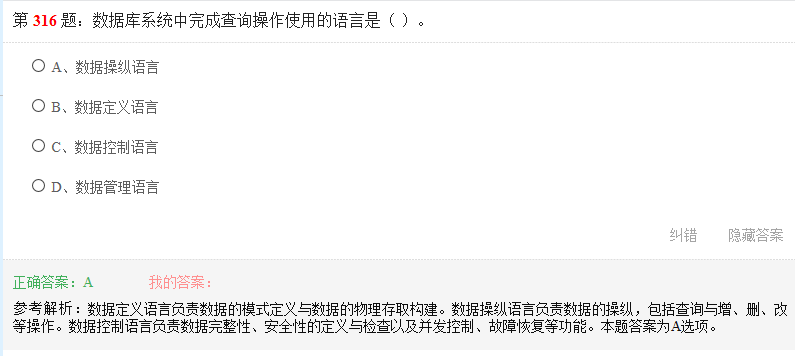 第 316 题：数据库系统中完成查询操作使用的语言是（ ）。
A、数据操纵语言
B、数据定义语言
C、数据控制语言
D、数据管理语言
纠错 隐藏答案
正确答案：A 我的答案：
参考解析：数据定义语言负责数据的模式定义与数据的物理存取构建。数据操纵语言负责数据的操纵，包括查询与增、删、改
等操作。数据控制语言负责数据完整性、安全性的定义与检查以及并发控制、故障恢复等功能。本题答案为A选项。